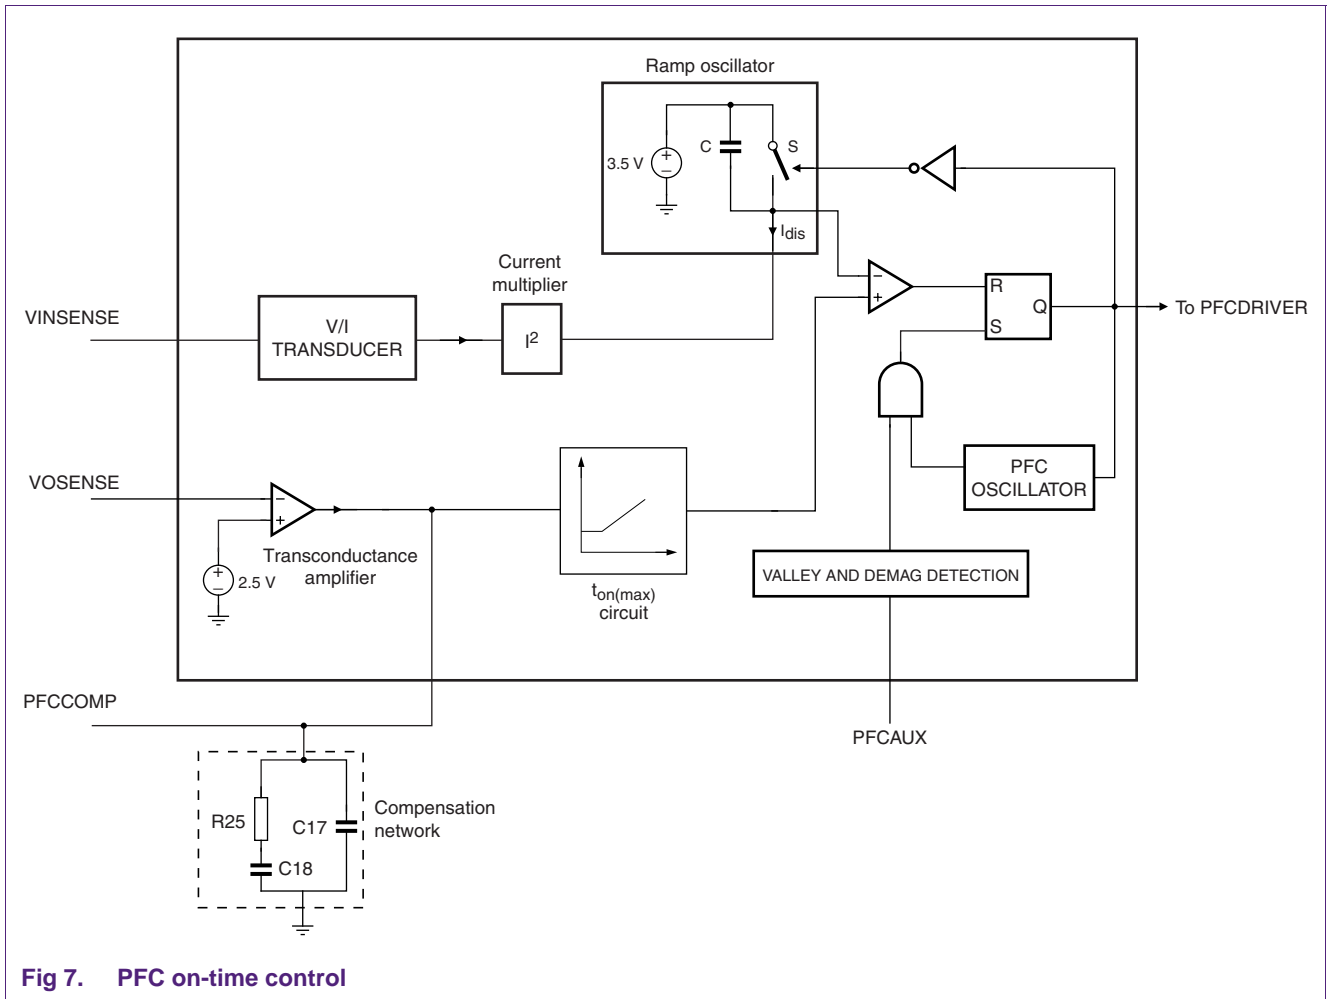 Ramp oscillator
C
S
3.5 V
+
−
Idis
Current
multiplier
VINSENSE
V/I
TRANSDUCER
I2
−
+
R
Q
S
To PFCDRIVER
VOSENSE
−
+
Transconductance
amplifier
+
−
2.5 V
ton(max)
circuit
PFC
OSCILLATOR
VALLEY AND DEMAG DETECTION
PFCCOMP
PFCAUX
R25
C17
C18
Compensation
network
Fig 7. PFC on-time control